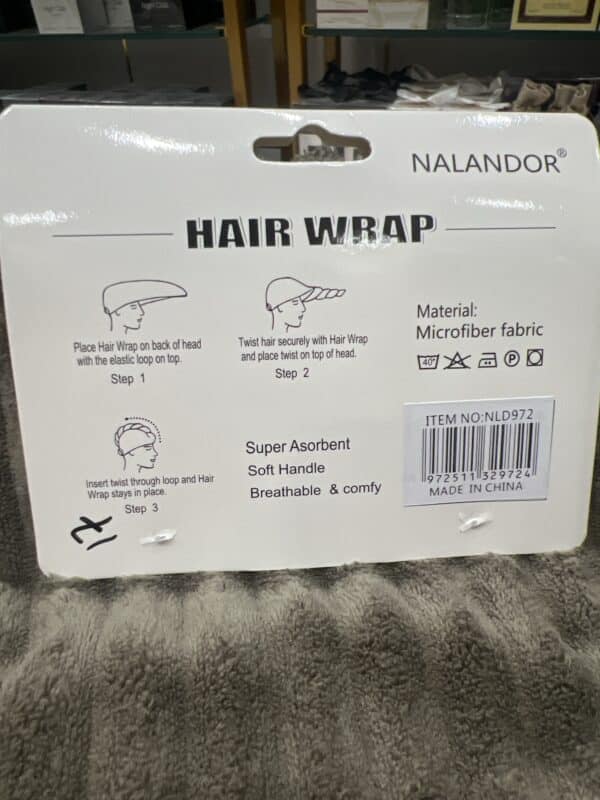 NALANDOR®
HAIR WRAP
Place Hair Wrap on back of head
with the elastic loop on top.
Step 1
Twist hair securely with Hair Wrap
and place twist on top of head.
Step 2
Material:
Microfiber fabric
40°
P
Insert twist through loop and Hair
Wrap stays in place.
Step 3
Super Asorbent
Soft Handle
Breathable & comfy
ITEM NO:NLD972
972511 329724
MADE IN CHINA